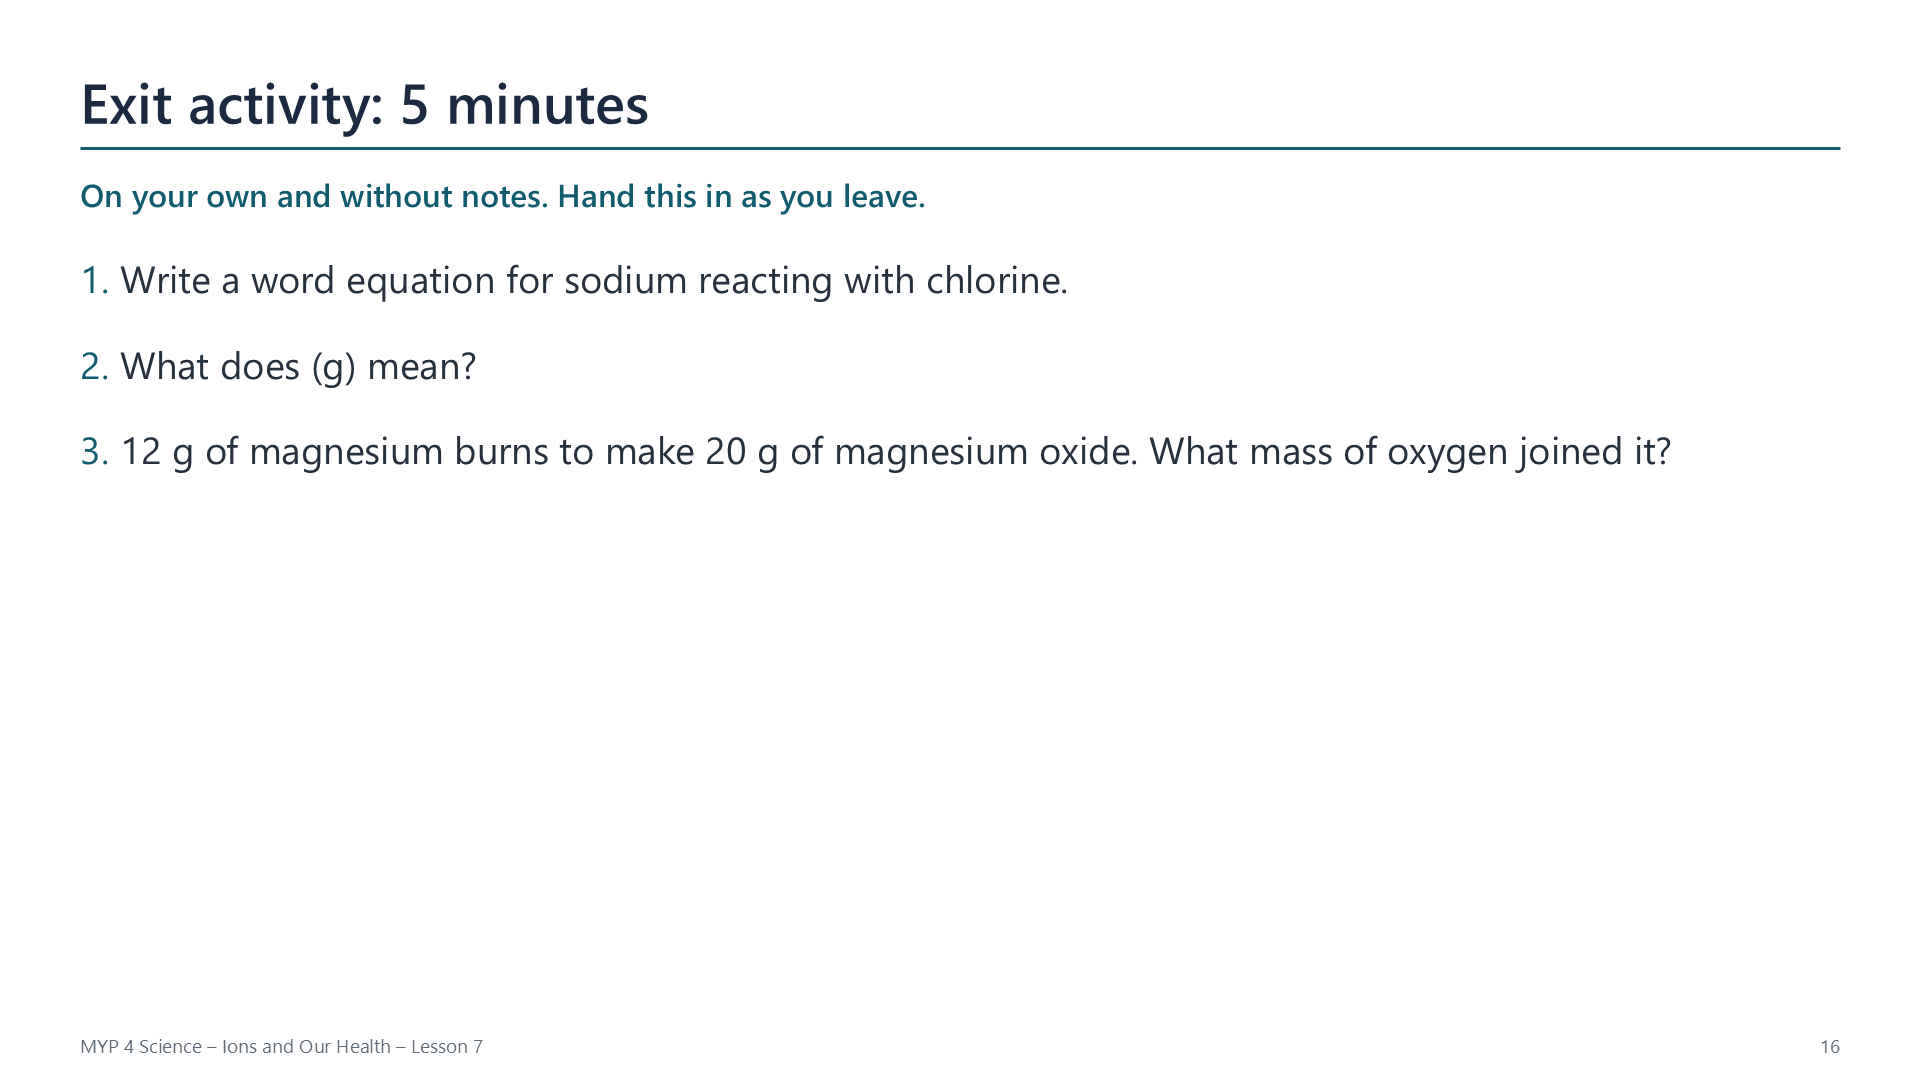 Exit activity: 5 minutes
On your own and without notes. Hand this in as you leave.
1. Write a word equation for sodium reacting with chlorine.
2. What does (g) mean?
3. 12 g of magnesium burns to make 20 g of magnesium oxide. What mass of oxygen joined it?
MYP 4 Science – Ions and Our Health – Lesson 7
16